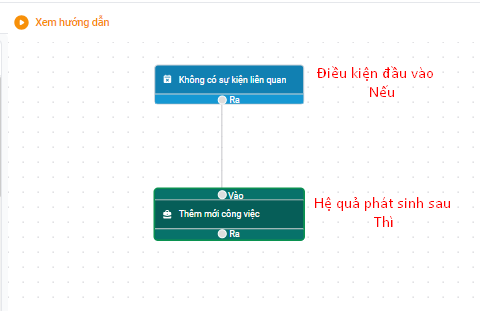 Xem hướng dẫn
Không có sự kiện liên quan
Ra
Điều kiện đầu vào
Nếu
Vào
Thêm mới công việc
Ra
Hệ quả phát sinh sau
Thì